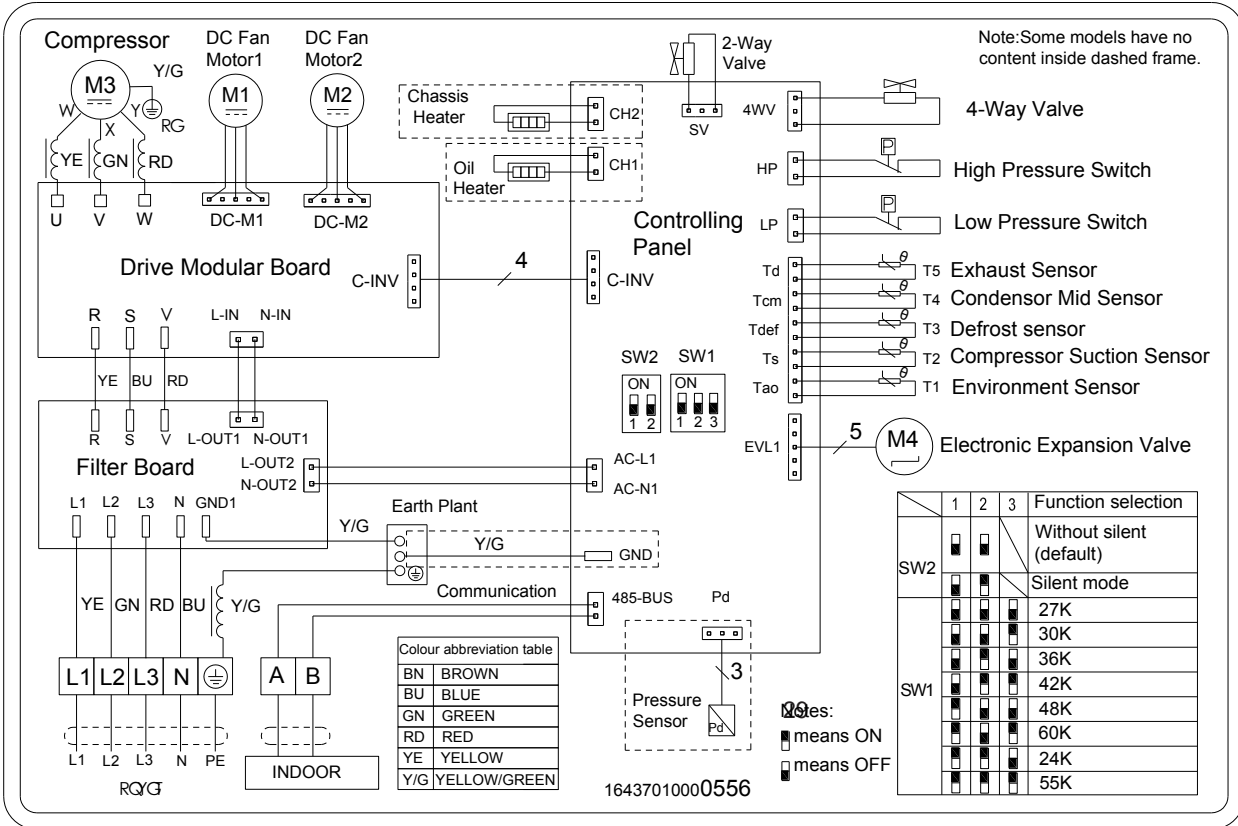 Compressor
DC Fan
Motor1
DC Fan
Motor2
2-Way
Valve
Note:Some models have no
content inside dashed frame.
M3
Y/G
M1
M2
W
Y
X
RG
YE
GN
RD
U
V
W
DC-M1
DC-M2
Chassis
Heater
CH2
Oil
Heater
CH1
SV
4WV
4-Way Valve
HP
P
High Pressure Switch
LP
P
Low Pressure Switch
Controlling
Panel
Drive Modular Board
C-INV
4
C-INV
Td
θ
T5
Exhaust Sensor
Tcm
θ
T4
Condensor Mid Sensor
Tdef
θ
T3
Defrost sensor
Ts
θ
T2
Compressor Suction Sensor
Tao
θ
T1
Environment Sensor
R
S
V
L-IN
N-IN
YE
BU
RD
SW2
SW1
ON
ON
1 2
1 2 3
R
S
V
L-OUT1
N-OUT1
Filter Board
L-OUT2
N-OUT2
AC-L1
AC-N1
EVL1
5
M4
Electronic Expansion Valve
L1
L2
L3
N
GND1
Y/G
Earth Plant
Y/G
GND
Communication
485-BUS
Pd
YE
GN
RD
BU
Y/G
L1
L2
L3
N
A
B
L1
L2
L3
N
PE
INDOOR
Colour abbreviation table
BN BROWN
BU BLUE
GN GREEN
RD RED
YE YELLOW
Y/G YELLOW/GREEN
3
Pressure
Sensor
Pd
means ON
means OFF
16437010000556
1 2 3 Function selection
SW2
Without silent
(default)
Silent mode
SW1
27K
30K
36K
42K
48K
60K
24K
55K